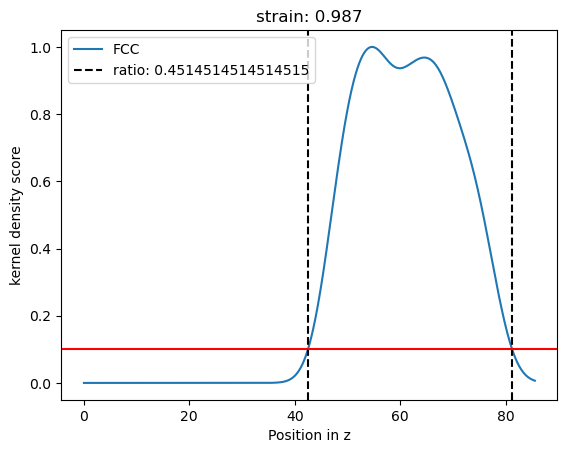 strain: 0.987
FCC
ratio: 0.4514514514514515
1.0
0.8
0.6
0.4
0.2
0.0
kernel density score
0 20 40 60 80
Position in z